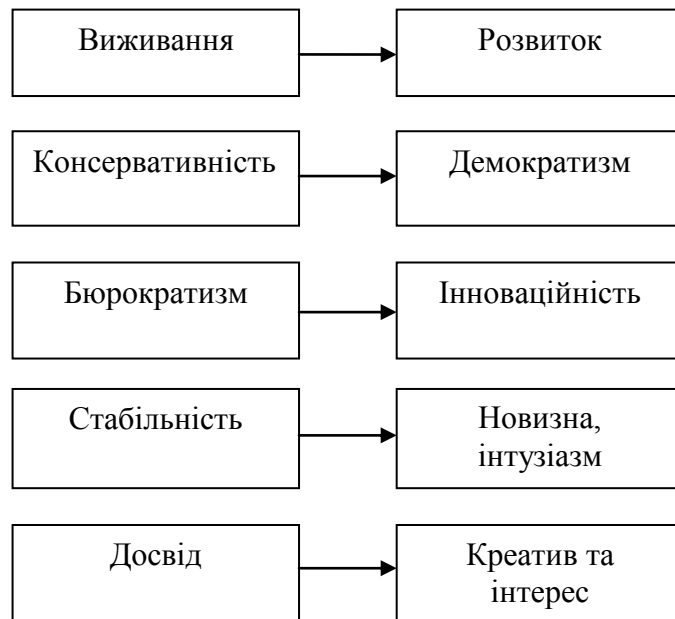 Виживання
Розвиток
Консервативність
Демократизм
Бюрократизм
Інноваційність
Стабільність
Новизна,
інтузіазм
Досвід
Креатив та
інтерес